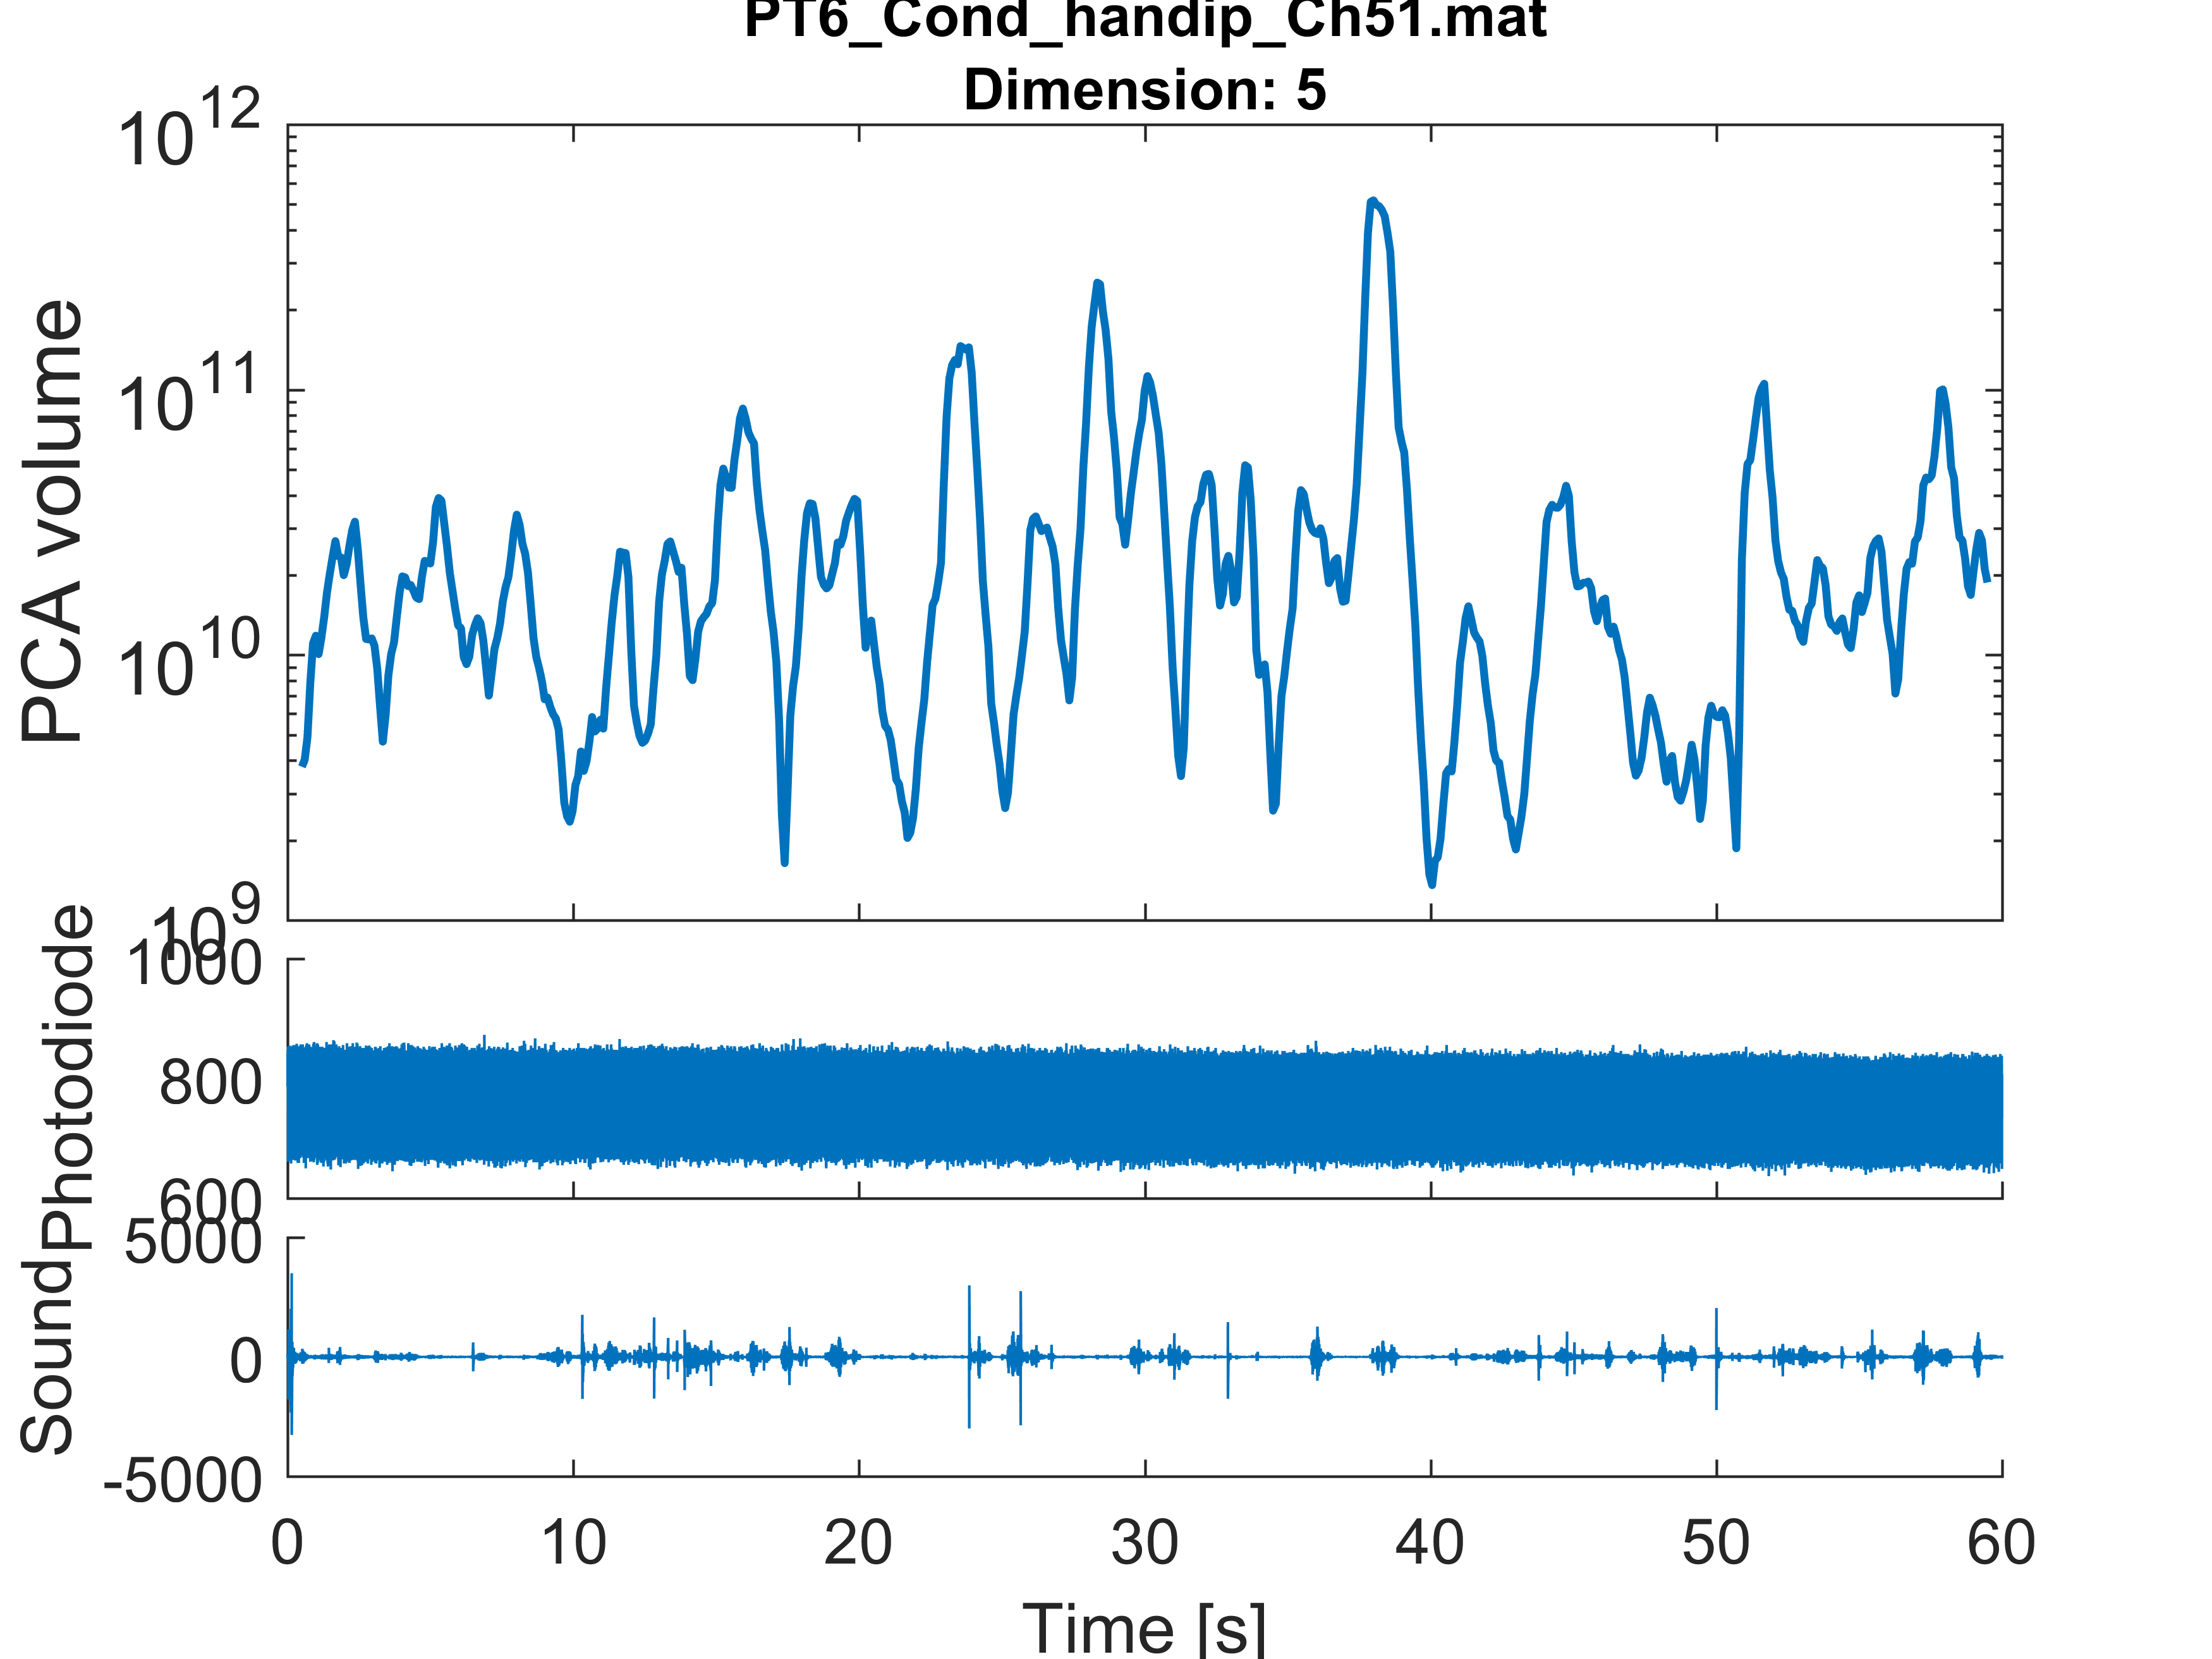 PT6_Cond_handip_Ch51.mat
Dimension: 5
10^12
10^11
10^10
10^9
PCA volume
1000
800
600
Photodiode
5000
0
-5000
Sound
0 10 20 30 40 50 60
Time [s]